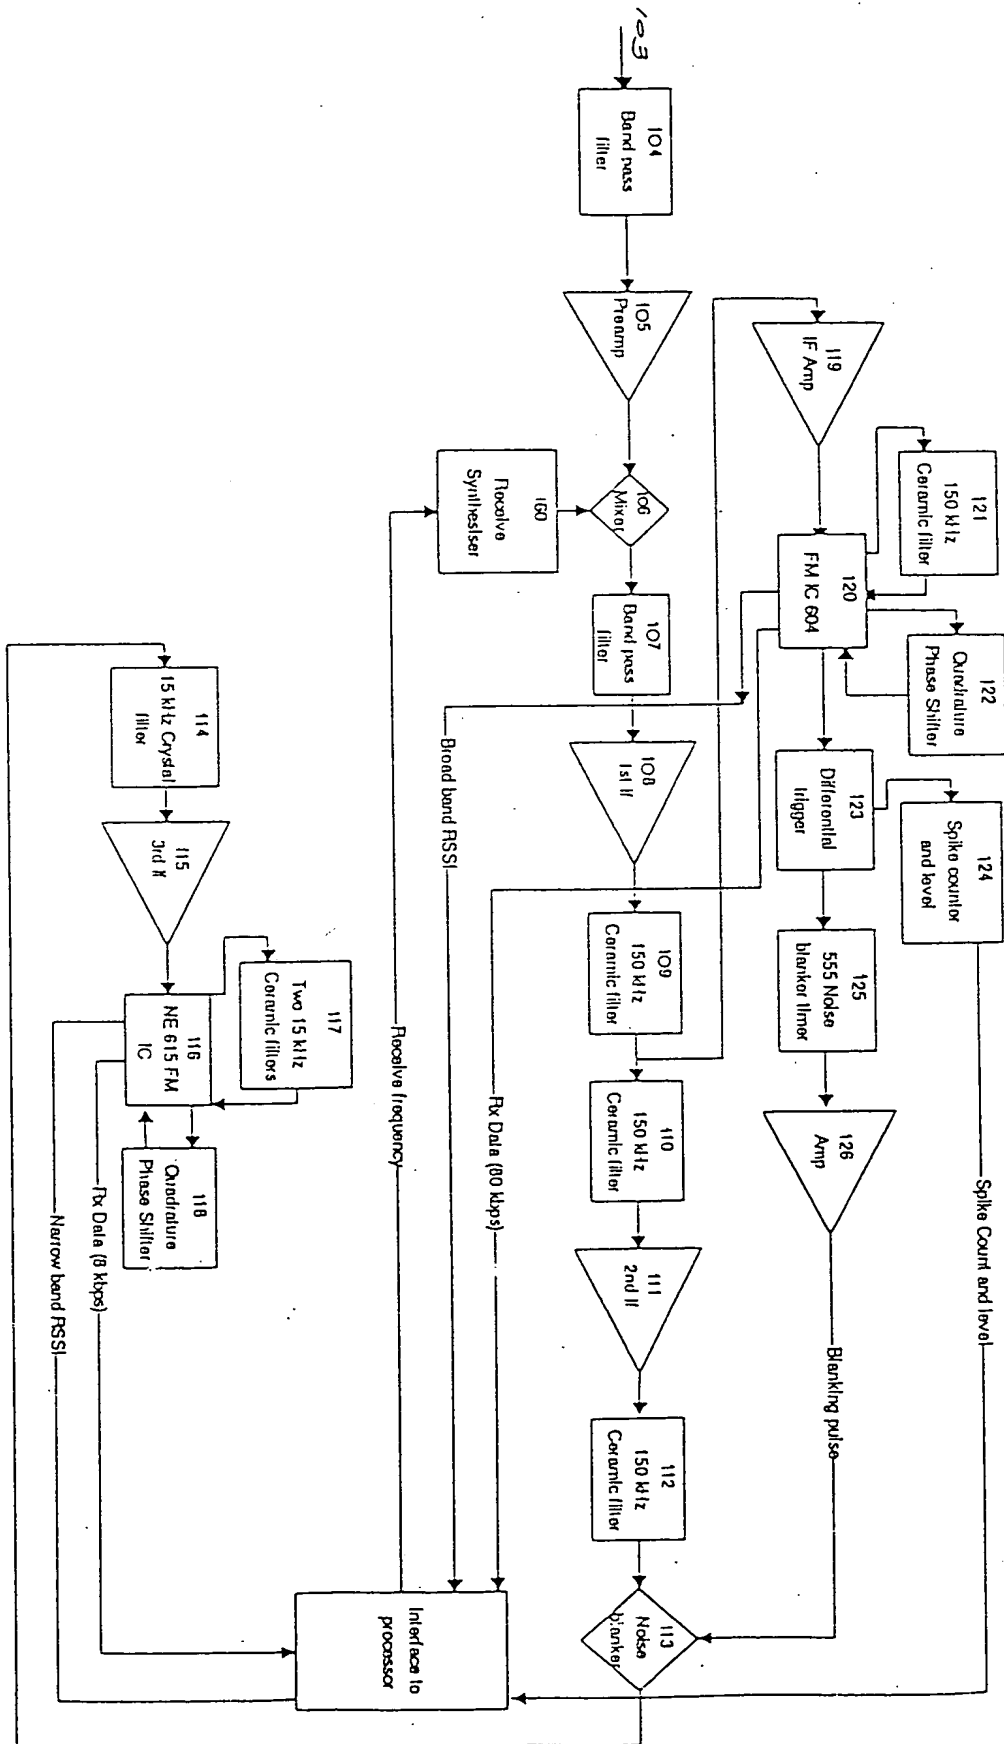 103
104
Band pass
filter
105
Preamp
106
Mixer
160
Receive
Synthesiser
107
Band pass
filter
108
1st If
109
150 kHz
Ceramic filter
110
150 kHz
Ceramic filter
111
2nd If
112
150 kHz
Ceramic filter
113
Noise
blanker
119
IF Amp
120
FM IC 604
121
150 kHz
Ceramic filter
122
Quadrature
Phase Shifter
123
Differential
trigger
124
Spike counter
and level
125
555 Noise
blanker timer
126
Amp
Blanking pulse
Spike Count and level
Rx Data (80 kbps)
Broad band RSSI
Receive frequency
114
15 kHz Crystal
filter
115
3rd If
116
NE 615 FM
IC
117
Two 15 kHz
Ceramic filters
118
Quadrature
Phase Shifter
Rx Data (8 kbps)
Narrow band RSSI
Interface to
processor